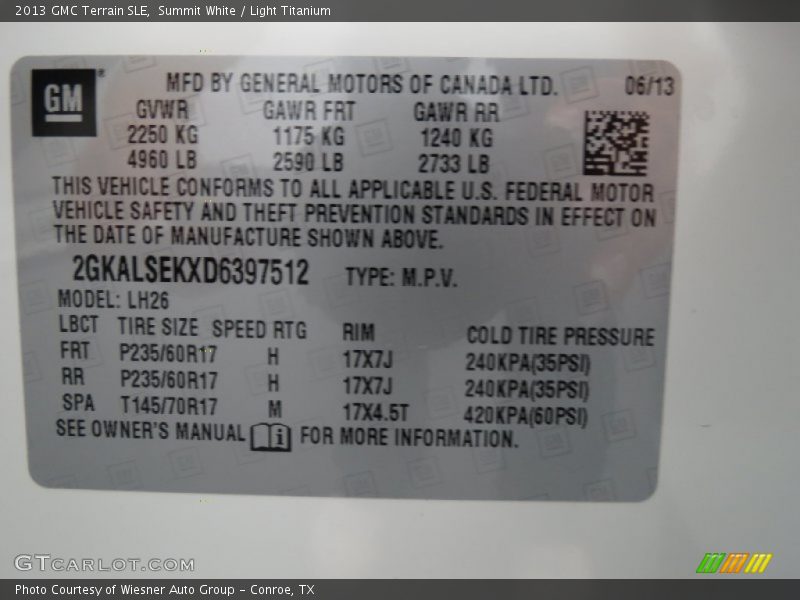 2013 GMC Terrain SLE, Summit White / Light Titanium
GM®
MFD BY GENERAL MOTORS OF CANADA LTD. 06/13
GVWR GAWR FRT GAWR RR
2250 KG 1175 KG 1240 KG
4960 LB 2590 LB 2733 LB
THIS VEHICLE CONFORMS TO ALL APPLICABLE U.S. FEDERAL MOTOR
VEHICLE SAFETY AND THEFT PREVENTION STANDARDS IN EFFECT ON
THE DATE OF MANUFACTURE SHOWN ABOVE.
2GKALSEKXD6397512 TYPE: M.P.V.
MODEL: LH26
LBCT TIRE SIZE SPEED RTG RIM COLD TIRE PRESSURE
FRT P235/60R17 H 17X7J 240KPA(35PSI)
RR P235/60R17 H 17X7J 240KPA(35PSI)
SPA T145/70R17 M 17X4.5T 420KPA(60PSI)
SEE OWNER'S MANUAL i FOR MORE INFORMATION.
GTCARLOT.COM
Photo Courtesy of Wiesner Auto Group – Conroe, TX